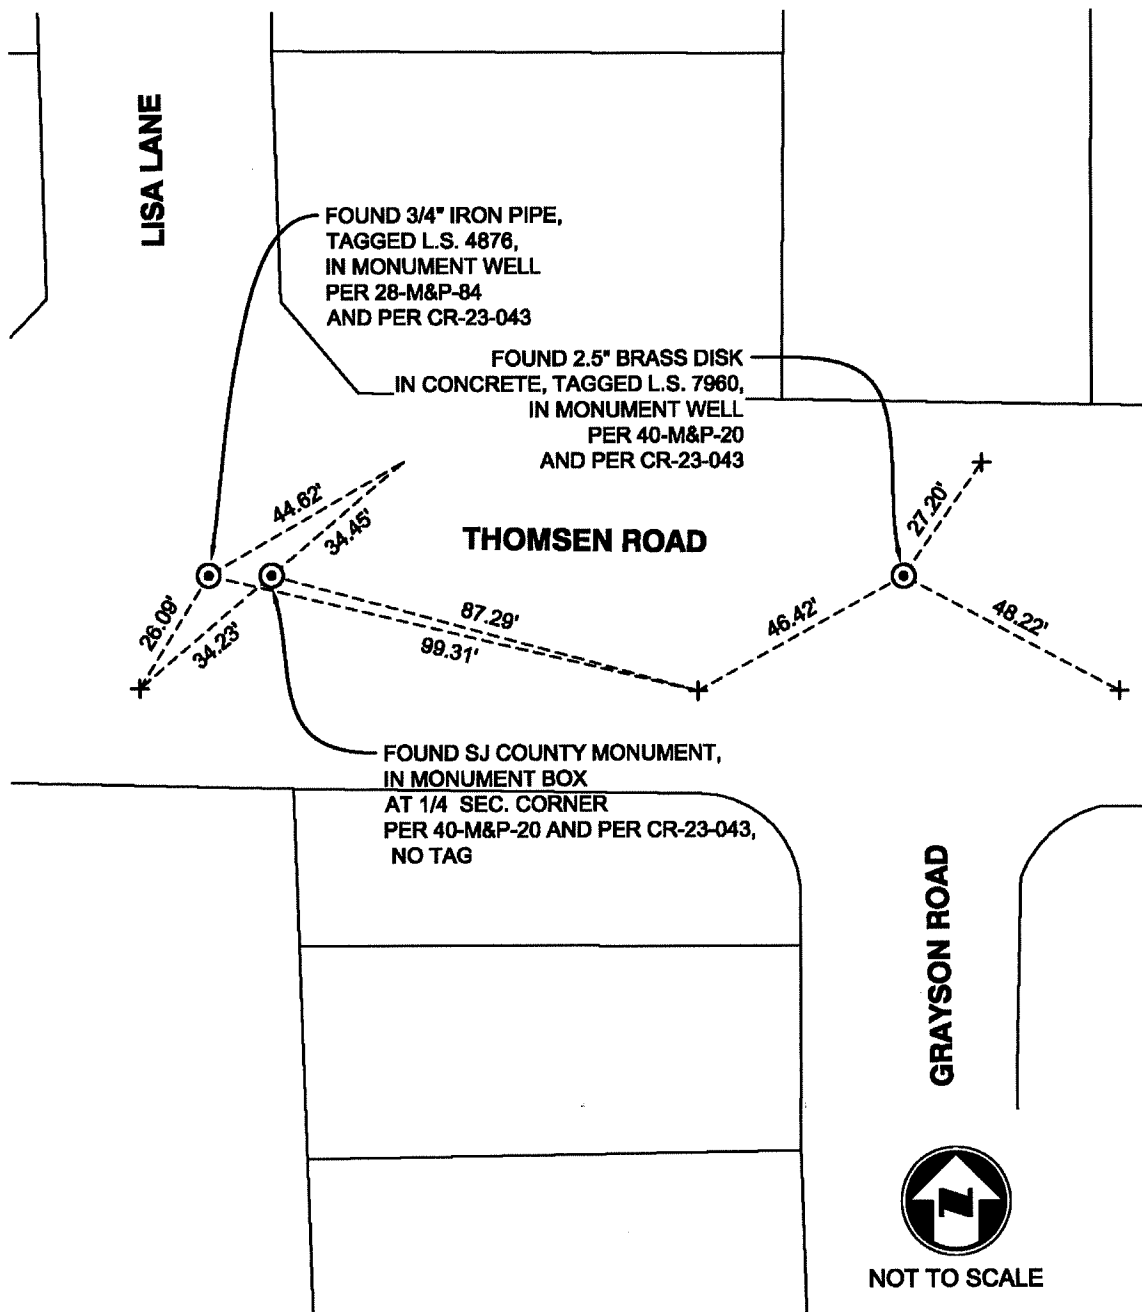 LISA LANE
FOUND 3/4" IRON PIPE,
TAGGED L.S. 4876,
IN MONUMENT WELL
PER 28-M&P-84
AND PER CR-23-043
FOUND 2.5" BRASS DISK
IN CONCRETE, TAGGED L.S. 7960,
IN MONUMENT WELL
PER 40-M&P-20
AND PER CR-23-043
44.62'
34.45'
THOMSEN ROAD
27.20'
26.09'
34.23'
87.29'
99.31'
46.42'
48.22'
FOUND SJ COUNTY MONUMENT,
IN MONUMENT BOX
AT 1/4 SEC. CORNER
PER 40-M&P-20 AND PER CR-23-043,
NO TAG
GRAYSON ROAD
N
NOT TO SCALE